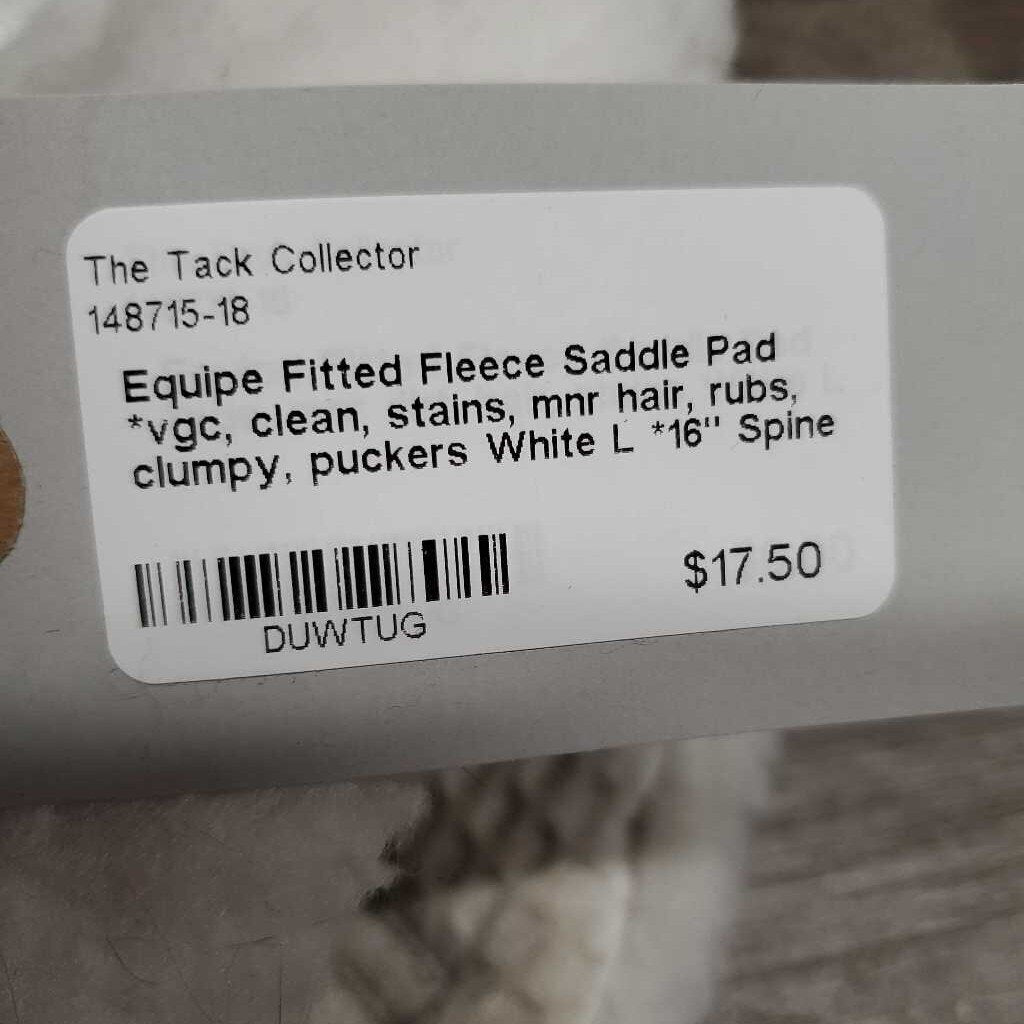 The Tack Collector
148715-18
Equipe Fitted Fleece Saddle Pad
*vgc, clean, stains, mnr hair, rubs,
clumpy, puckers White L *16" Spine
$17.50
DUWTUG